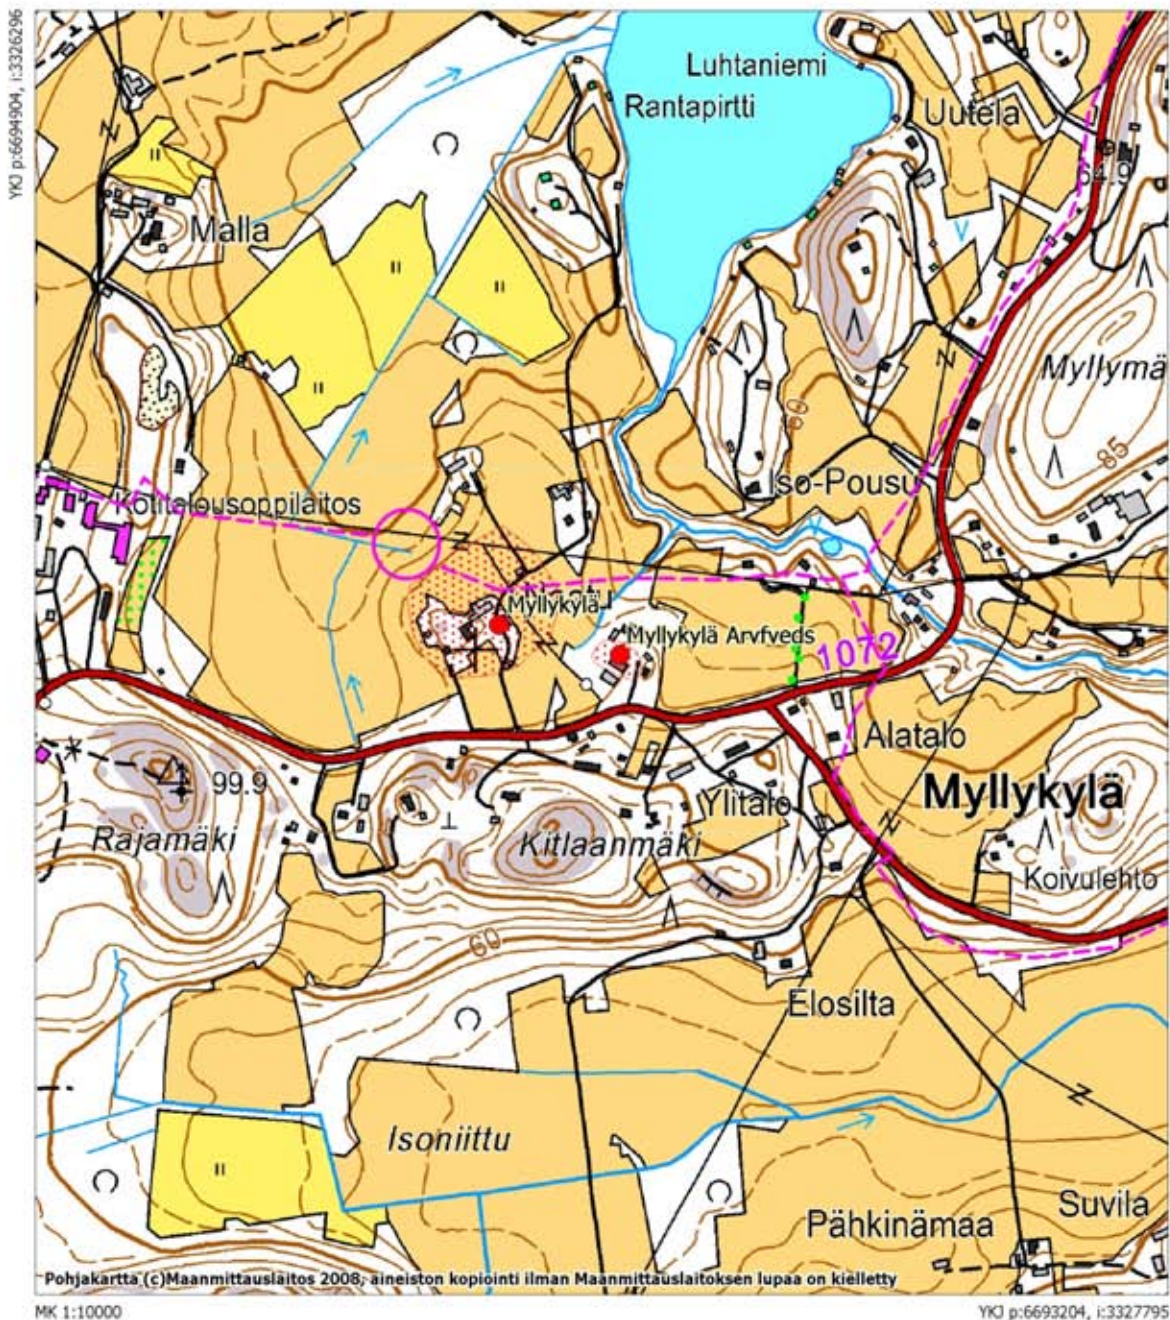 YKJ p:6694904, i:3326296
Luhtaniemi
Rantapirtti
Uutela
Malla
Myllymä
60
85
Iso-Pousu
Kotitalousoppilaitos
Myllykylä
Myllykylä Arvfveds
1072
Alatalo
99.9
Ylitalo
Myllykylä
Rajamäki
Kitlaanmäki
Koivulehto
60
Elosilta
Isoniittu
Suvila
Pähkinämaa
Pohjakartta (c)Maanmittauslaitos 2008, aineiston kopiointi ilman Maanmittauslaitoksen lupaa on kielletty
MK 1:10000
YKJ p:6693204, i:3327795